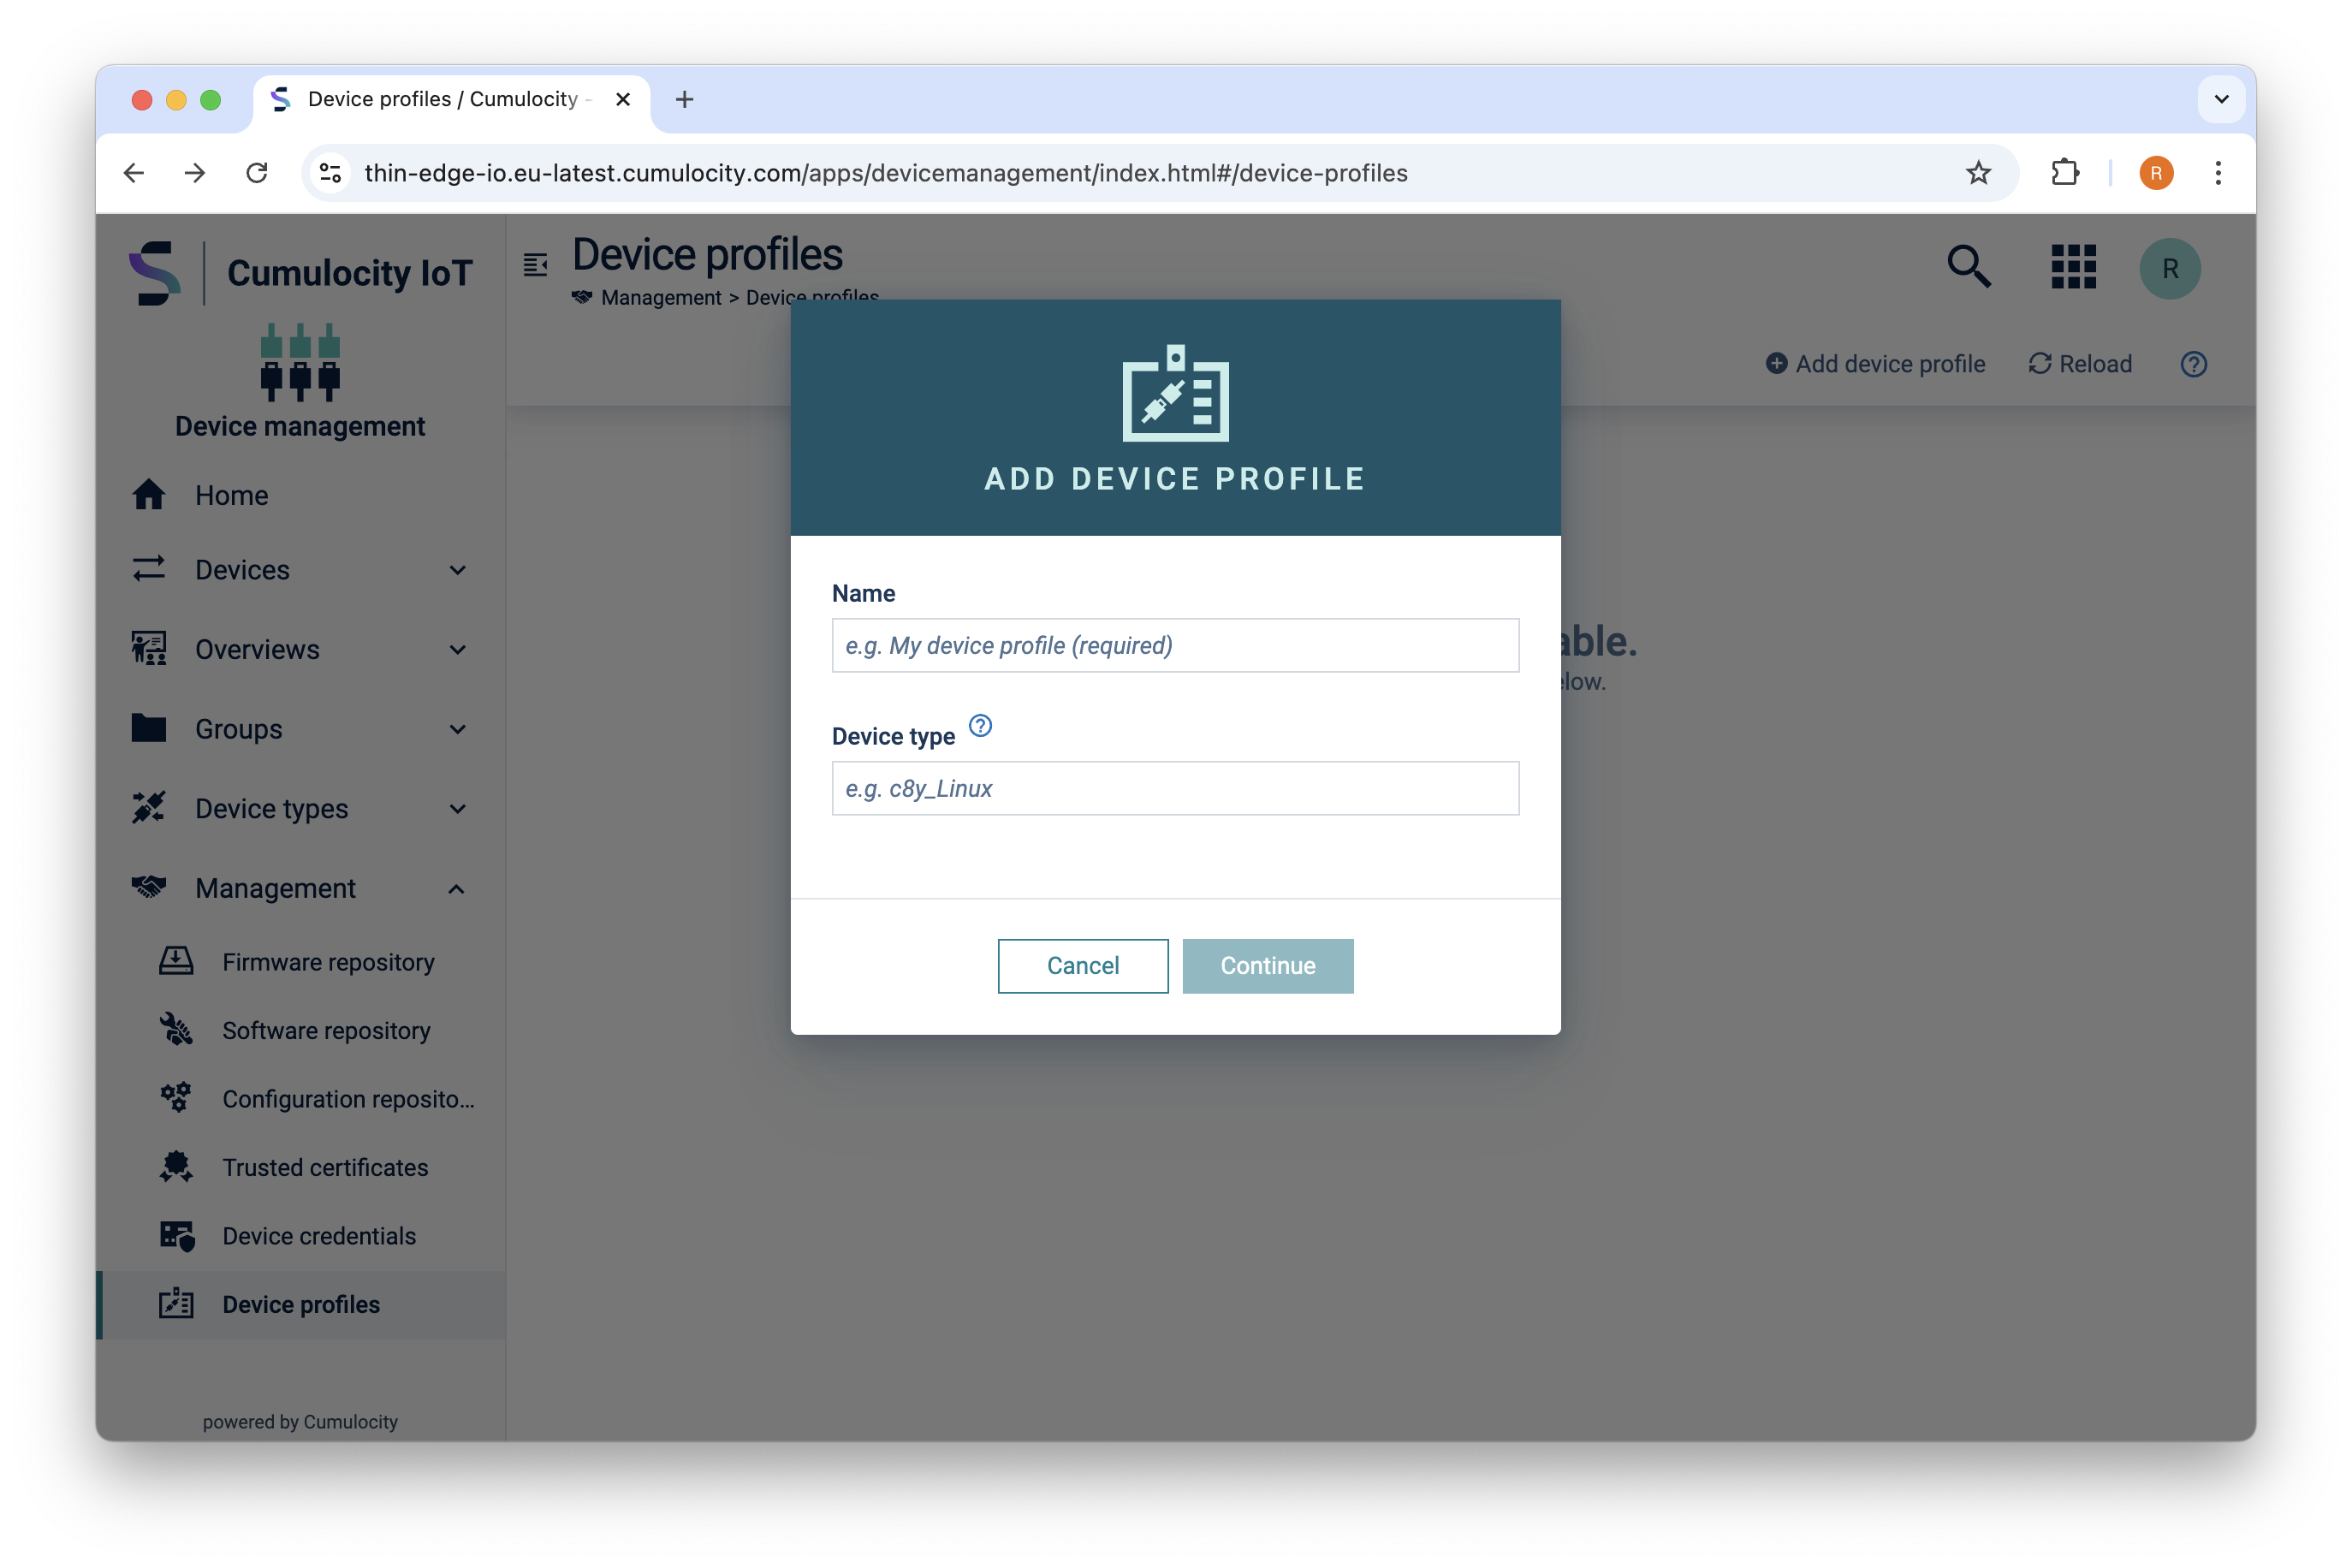 Device profiles / Cumulocity -
thin-edge-io.eu-latest.cumulocity.com/apps/devicemanagement/index.html#/device-profiles
R
Cumulocity IoT
Device management
Home
Devices
Overviews
Groups
Device types
Management
Firmware repository
Software repository
Configuration reposito...
Trusted certificates
Device credentials
Device profiles
powered by Cumulocity
Device profiles
Management > Device profiles
R
Add device profile
Reload
ADD DEVICE PROFILE
Name
e.g. My device profile (required)
Device type
e.g. c8y_Linux
Cancel
Continue